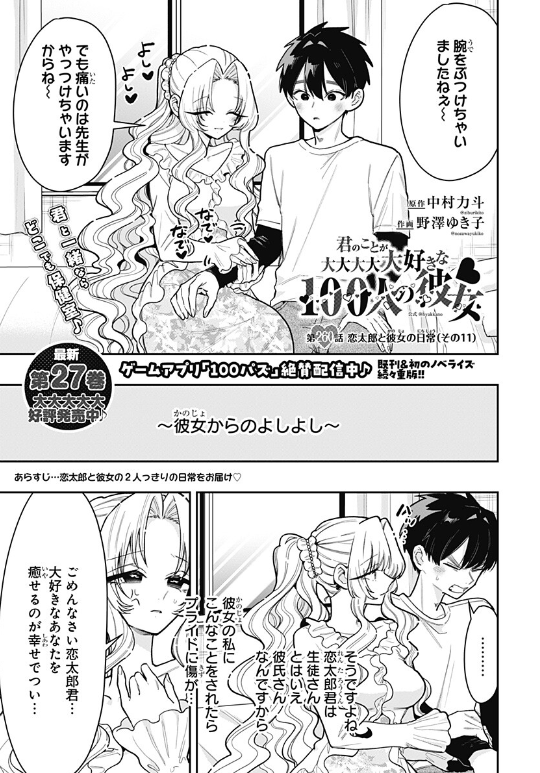 腕をぶつけちゃい
ましたねぇ〜
でも痛いのは先生が
やっつけちゃいます
からね〜
よし
よし
なで
なで
君と一緒なら
どこでも保健室♪
原作 中村力斗
作画 野澤ゆき子
君のことが
大大大大大好きな
100人の彼女
公式 @hyakkano
恋太郎と彼女の日常(その11)
最新
第27巻
大大大大大
好評発売中♪
ゲームアプリ「100パズ」絶賛配信中♪
既刊&初のノベライズ
続々重版!!
〜彼女からのよしよし〜
あらすじ…恋太郎と彼女の2人っきりの日常をお届け♡
………
そうですよね
恋太郎君は
生徒さん
とはいえ
彼氏さん
なんですから
彼女の私に
こんなことをされたら
プライドに傷が…
ごめんなさい恋太郎君…
大好きなあなたを
癒せるのが幸せでつい…